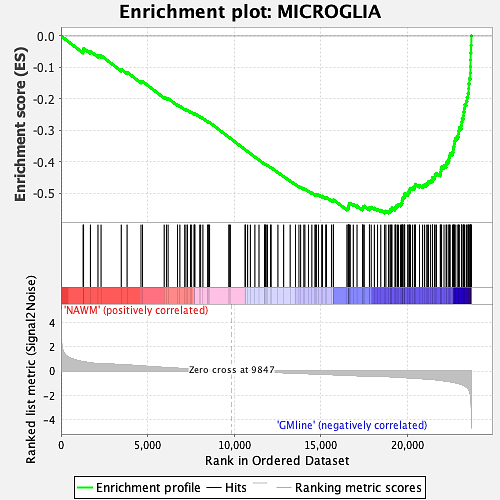 Enrichment plot: MICROGLIA
Enrichment score (ES)
0.0
-0.1
-0.2
-0.3
-0.4
-0.5
'NAWM' (positively correlated)
Ranked list metric (Signal2Noise)
4
2
0
-2
-4
Zero cross at 9847
'GMline' (negatively correlated)
0
5,000
10,000
15,000
20,000
Rank in Ordered Dataset
Enrichment profile
Hits
Ranking metric scores